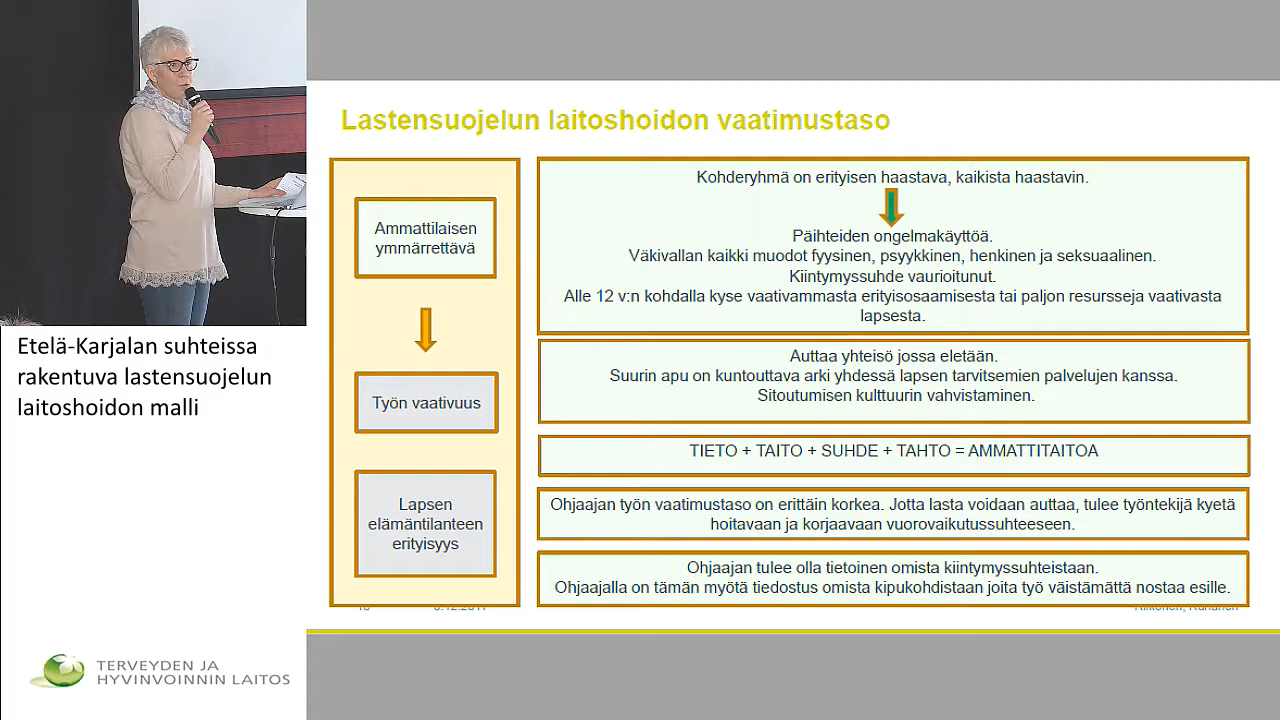 Lastensuojelun laitoshoidon vaatimustaso
Ammattilaisen
ymmärrettävä
Työn vaativuus
Lapsen
elämäntilanteen
erityisyys
Kohderyhmä on erityisen haastava, kaikista haastavin.
Päihteiden ongelmakäyttöä.
Väkivallan kaikki muodot fyysinen, psyykkinen, henkinen ja seksuaalinen.
Kiintymyssuhde vaurioitunut.
Alle 12 v:n kohdalla kyse vaativammasta erityisosaamisesta tai paljon resursseja vaativasta
lapsesta.
Auttaa yhteisö jossa eletään.
Suurin apu on kuntouttava arki yhdessä lapsen tarvitsemien palvelujen kanssa.
Sitoutumisen kulttuurin vahvistaminen.
TIETO + TAITO + SUHDE + TAHTO = AMMATTITAITOA
Ohjaajan työn vaatimustaso on erittäin korkea. Jotta lasta voidaan auttaa, tulee työntekijä kyetä
hoitavaan ja korjaavaan vuorovaikutussuhteeseen.
Ohjaajan tulee olla tietoinen omista kiintymyssuhteistaan.
Ohjaajalla on tämän myötä tiedostus omista kipukohdistaan joita työ väistämättä nostaa esille.
Etelä-Karjalan suhteissa
rakentuva lastensuojelun
laitoshoidon malli
TERVEYDEN JA
HYVINVOINNIN LAITOS